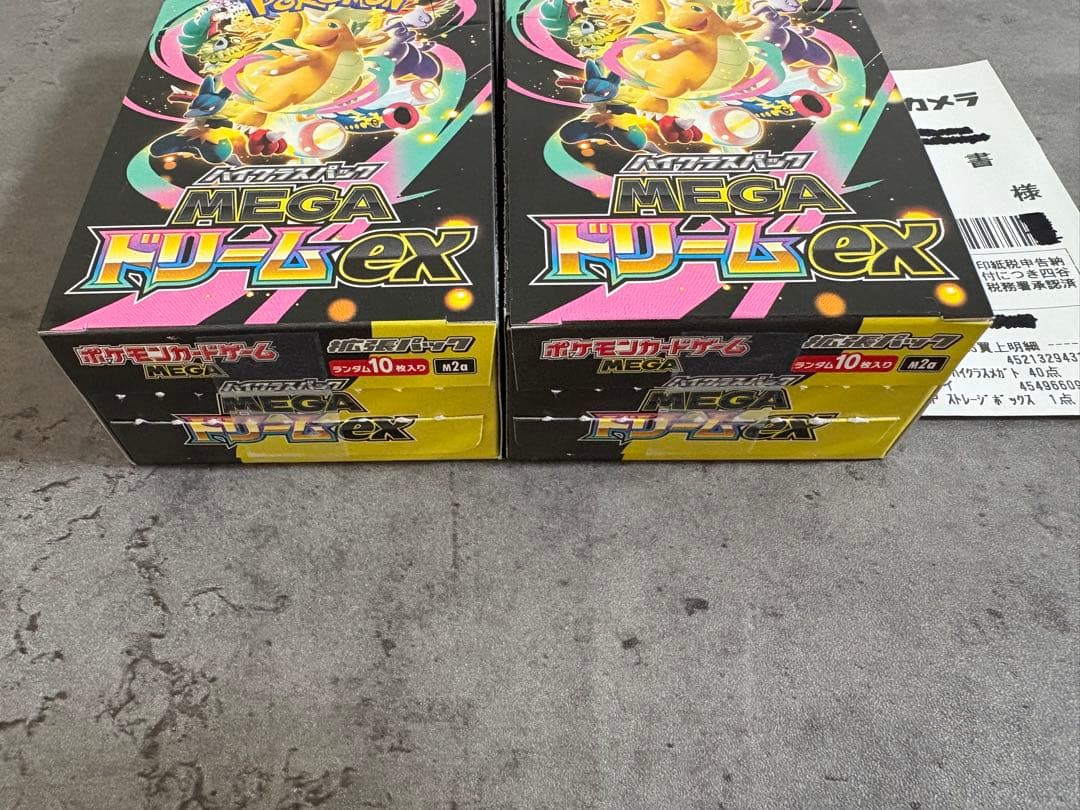 POKÉMON
ハイクラスパック
MEGA
ドリームex
ポケモンカードゲーム
MEGA
拡張パック
ランダム10枚入り
M2a
ハイクラスパック
MEGA
ドリームex
ハイクラスパック
MEGA
ドリームex
ポケモンカードゲーム
MEGA
拡張パック
ランダム10枚入り
M2a
ハイクラスパック
MEGA
ドリームex
カメラ
書
様
印紙税申告納
付につき四谷
税務署承認済
買上明細
452132943
ハイクラスメガト 40点
45496609
ストレージボックス 1点